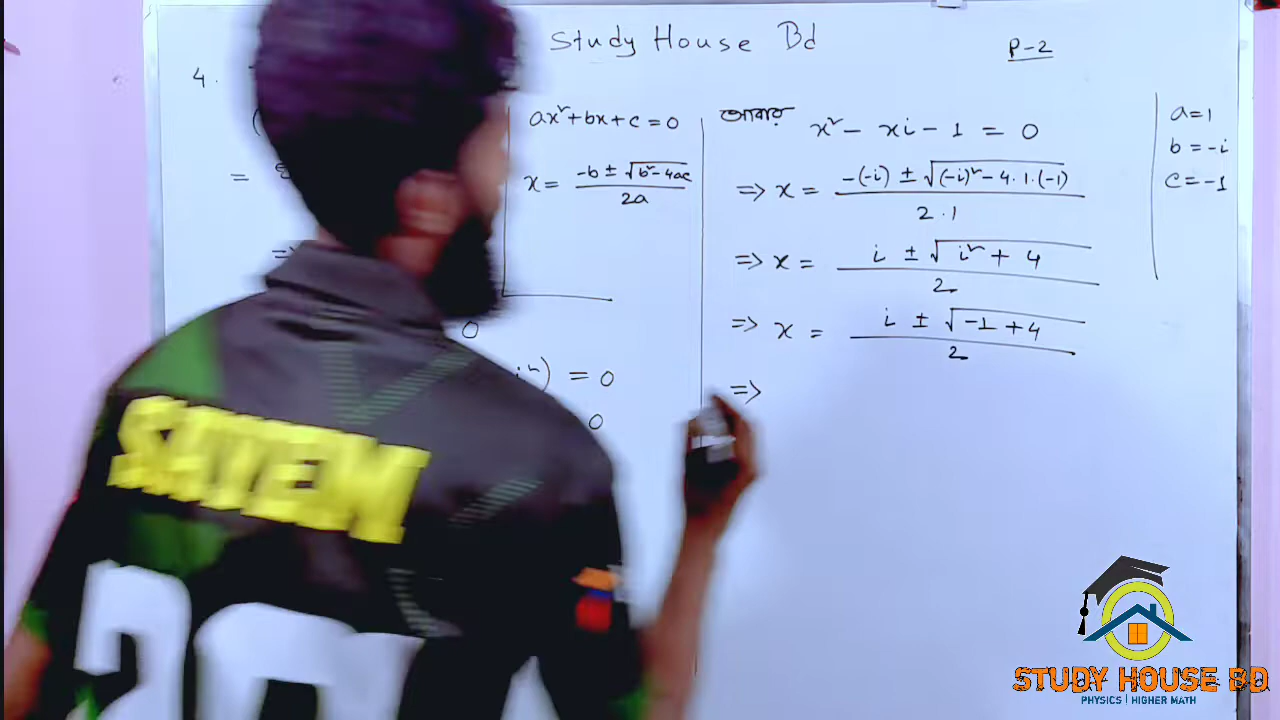 Study House Bd
P-2
4.
ax²+bx+c=0
x = (-b ± √(b²-4ac)) / 2a
=
=>
0
i²) = 0
0
আবার x² - xi - 1 = 0
=> x = (-(-i) ± √((-i)² - 4.1.(-1))) / 2.1
=> x = (i ± √(i² + 4)) / 2
=> x = (i ± √(-1 + 4)) / 2
=>
a=1
b = -i
c = -1
SAYEM
STUDY HOUSE BD
PHYSICS | HIGHER MATH